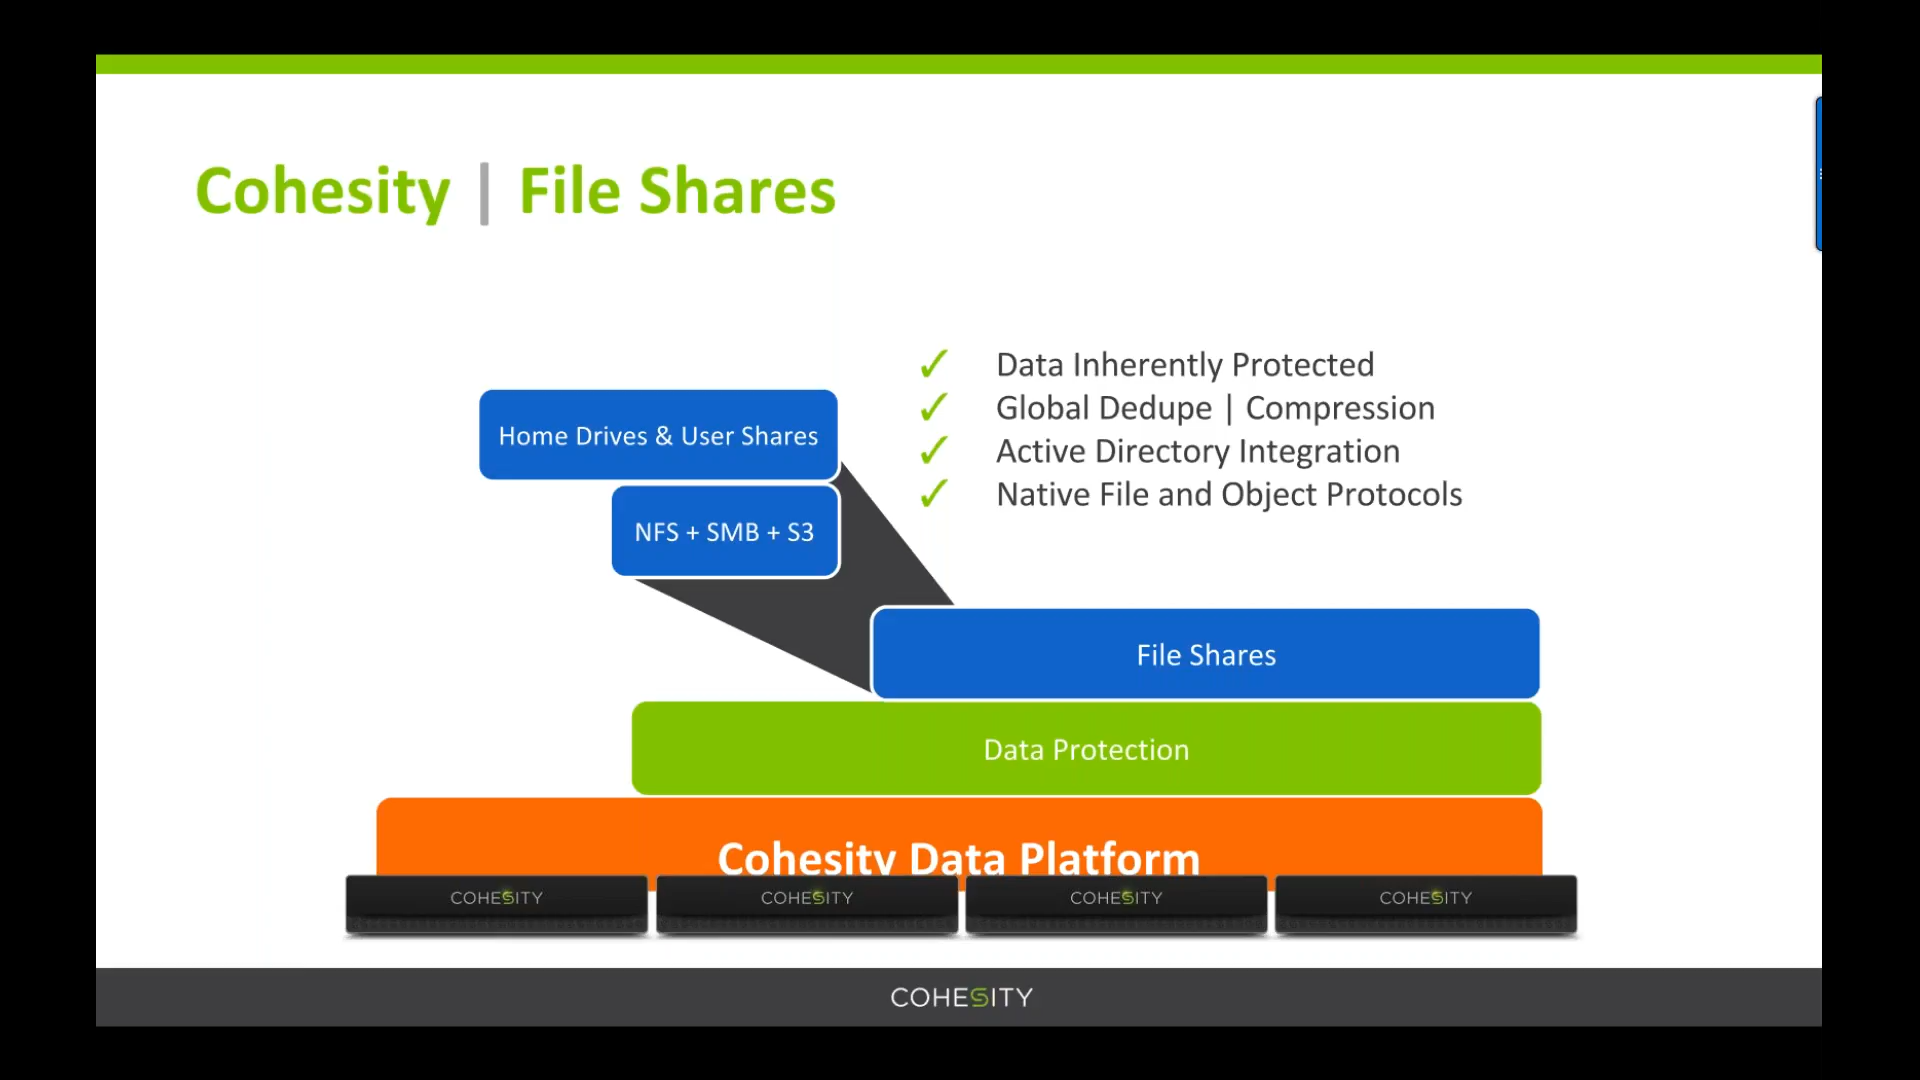 Cohesity | File Shares
Data Inherently Protected
Global Dedupe | Compression
Active Directory Integration
Native File and Object Protocols
Home Drives & User Shares
NFS + SMB + S3
File Shares
Data Protection
Cohesity Data Platform
COHESITY
COHESITY
COHESITY
COHESITY
COHESITY